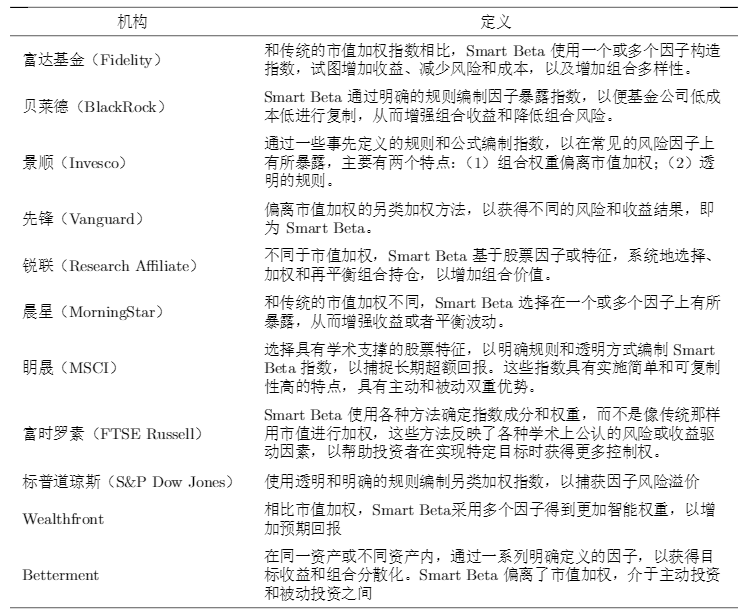 机构 定义
富达基金（Fidelity） 和传统的市值加权指数相比，Smart Beta 使用一个或多个因子构造
指数，试图增加收益、减少风险和成本，以及增加组合多样性。
贝莱德（BlackRock） Smart Beta 通过明确的规则编制因子暴露指数，以便基金公司低成
本低进行复制，从而增强组合收益和降低组合风险。
景顺（Invesco） 通过一些事先定义的规则和公式编制指数，以在常见的风险因子上
有所暴露，主要有两个特点：（1）组合权重偏离市值加权；（2）透
明的规则。
先锋（Vanguard） 偏离市值加权的另类加权方法，以获得不同的风险和收益结果，即
为 Smart Beta。
锐联（Research Affiliate） 不同于市值加权，Smart Beta 基于股票因子或特征，系统地选择、
加权和再平衡组合持仓，以增加组合价值。
晨星（MorningStar） 和传统的市值加权不同，Smart Beta 选择在一个或多个因子上有所
暴露，从而增强收益或者平衡波动。
明晟（MSCI） 选择具有学术支撑的股票特征，以明确规则和透明方式编制 Smart
Beta 指数，以捕捉长期超额回报。这些指数具有实施简单和可复制
性高的特点，具有主动和被动双重优势。
富时罗素（FTSE Russell） Smart Beta 使用各种方法确定指数成分和权重，而不是像传统那样
用市值进行加权，这些方法反映了各种学术上公认的风险或收益驱
动因素，以帮助投资者在实现特定目标时获得更多控制权。
标普道琼斯（S&P Dow Jones） 使用透明和明确的规则编制另类加权指数，以捕获因子风险溢价
Wealthfront 相比市值加权，Smart Beta采用多个因子得到更加智能权重，以增
加预期回报
Betterment 在同一资产或不同资产内，通过一系列明确定义的因子，以获得目
标收益和组合分散化。Smart Beta 偏离了市值加权，介于主动投资
和被动投资之间